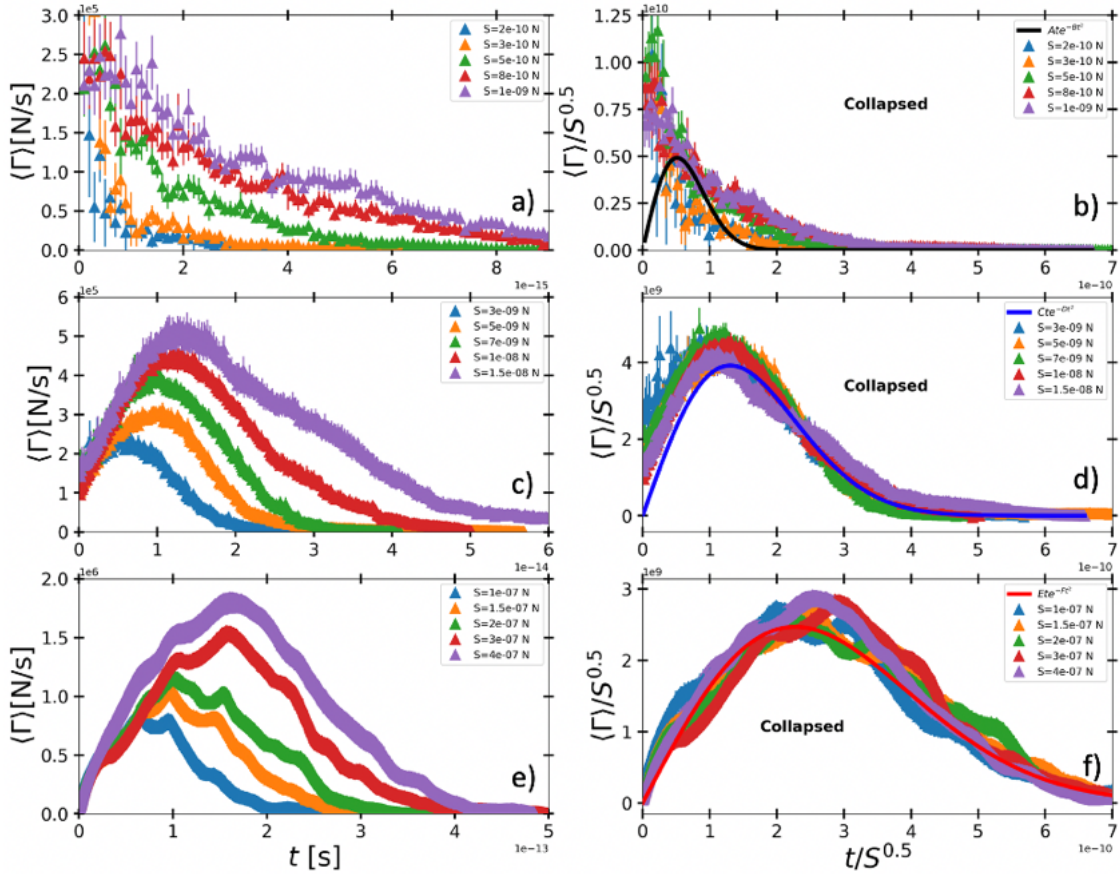 1e5
3.0
2.5
2.0
1.5
1.0
0.5
0.0
⟨Γ⟩[N/s]
S=2e-10 N
S=3e-10 N
S=5e-10 N
S=8e-10 N
S=1e-09 N
a)
0 2 4 6 8
1e-15
1e10
1.25
1.00
0.75
0.50
0.25
0.00
⟨Γ⟩/S^0.5
Ate^-Bt²
S=2e-10 N
S=3e-10 N
S=5e-10 N
S=8e-10 N
S=1e-09 N
Collapsed
b)
0 1 2 3 4 5 6 7
1e-10
1e5
6
5
4
3
2
1
0
⟨Γ⟩[N/s]
S=3e-09 N
S=5e-09 N
S=7e-09 N
S=1e-08 N
S=1.5e-08 N
c)
0 1 2 3 4 5 6
1e-14
1e9
4
2
0
⟨Γ⟩/S^0.5
Cte^-Dt²
S=3e-09 N
S=5e-09 N
S=7e-09 N
S=1e-08 N
S=1.5e-08 N
Collapsed
d)
0 1 2 3 4 5 6 7
1e-10
1e6
2.0
1.5
1.0
0.5
0.0
⟨Γ⟩[N/s]
S=1e-07 N
S=1.5e-07 N
S=2e-07 N
S=3e-07 N
S=4e-07 N
e)
0 1 2 3 4 5
t [s]
1e-13
1e9
3
2
1
0
⟨Γ⟩/S^0.5
Ete^-Ft²
S=1e-07 N
S=1.5e-07 N
S=2e-07 N
S=3e-07 N
S=4e-07 N
Collapsed
f)
0 1 2 3 4 5 6 7
t/S^0.5
1e-10